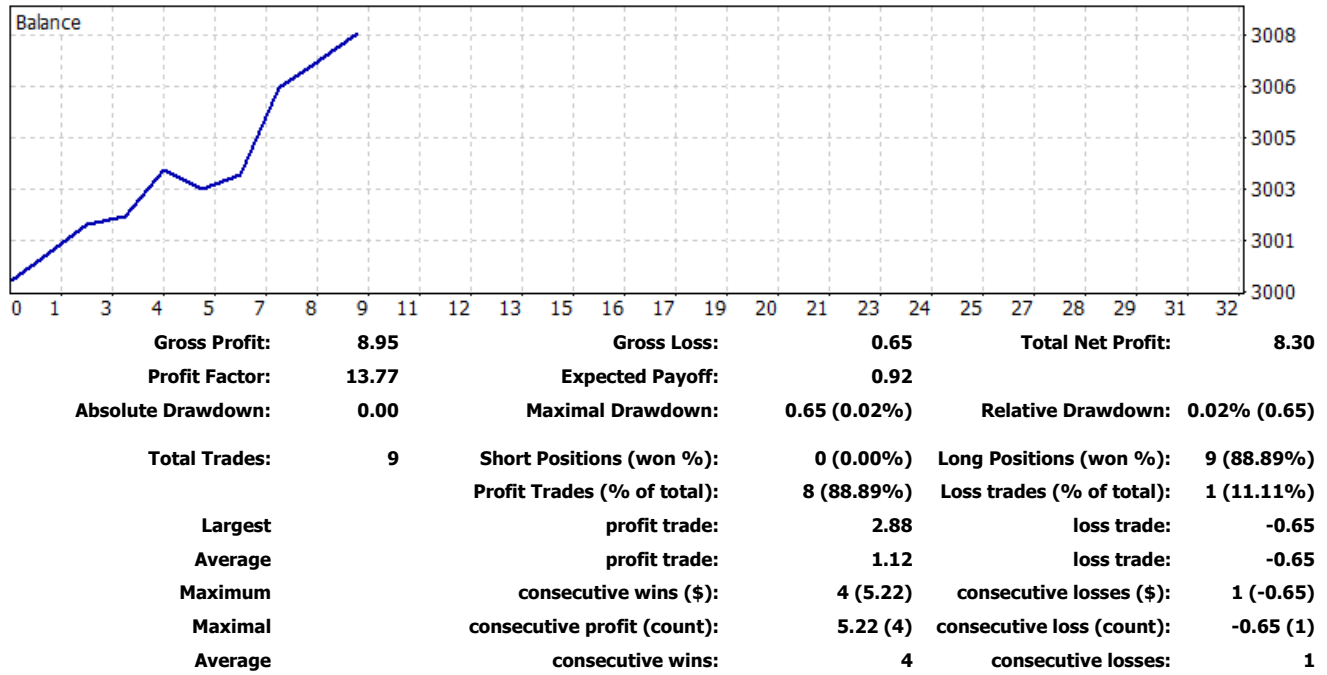 Balance
3008
3006
3005
3003
3001
3000
0 1 3 4 5 7 8 9 11 12 13 15 16 17 19 20 21 23 24 25 27 28 29 31 32
Gross Profit: 8.95 Gross Loss: 0.65 Total Net Profit: 8.30
Profit Factor: 13.77 Expected Payoff: 0.92
Absolute Drawdown: 0.00 Maximal Drawdown: 0.65 (0.02%) Relative Drawdown: 0.02% (0.65)
Total Trades: 9 Short Positions (won %): 0 (0.00%) Long Positions (won %): 9 (88.89%)
Profit Trades (% of total): 8 (88.89%) Loss trades (% of total): 1 (11.11%)
Largest profit trade: 2.88 loss trade: -0.65
Average profit trade: 1.12 loss trade: -0.65
Maximum consecutive wins ($): 4 (5.22) consecutive losses ($): 1 (-0.65)
Maximal consecutive profit (count): 5.22 (4) consecutive loss (count): -0.65 (1)
Average consecutive wins: 4 consecutive losses: 1